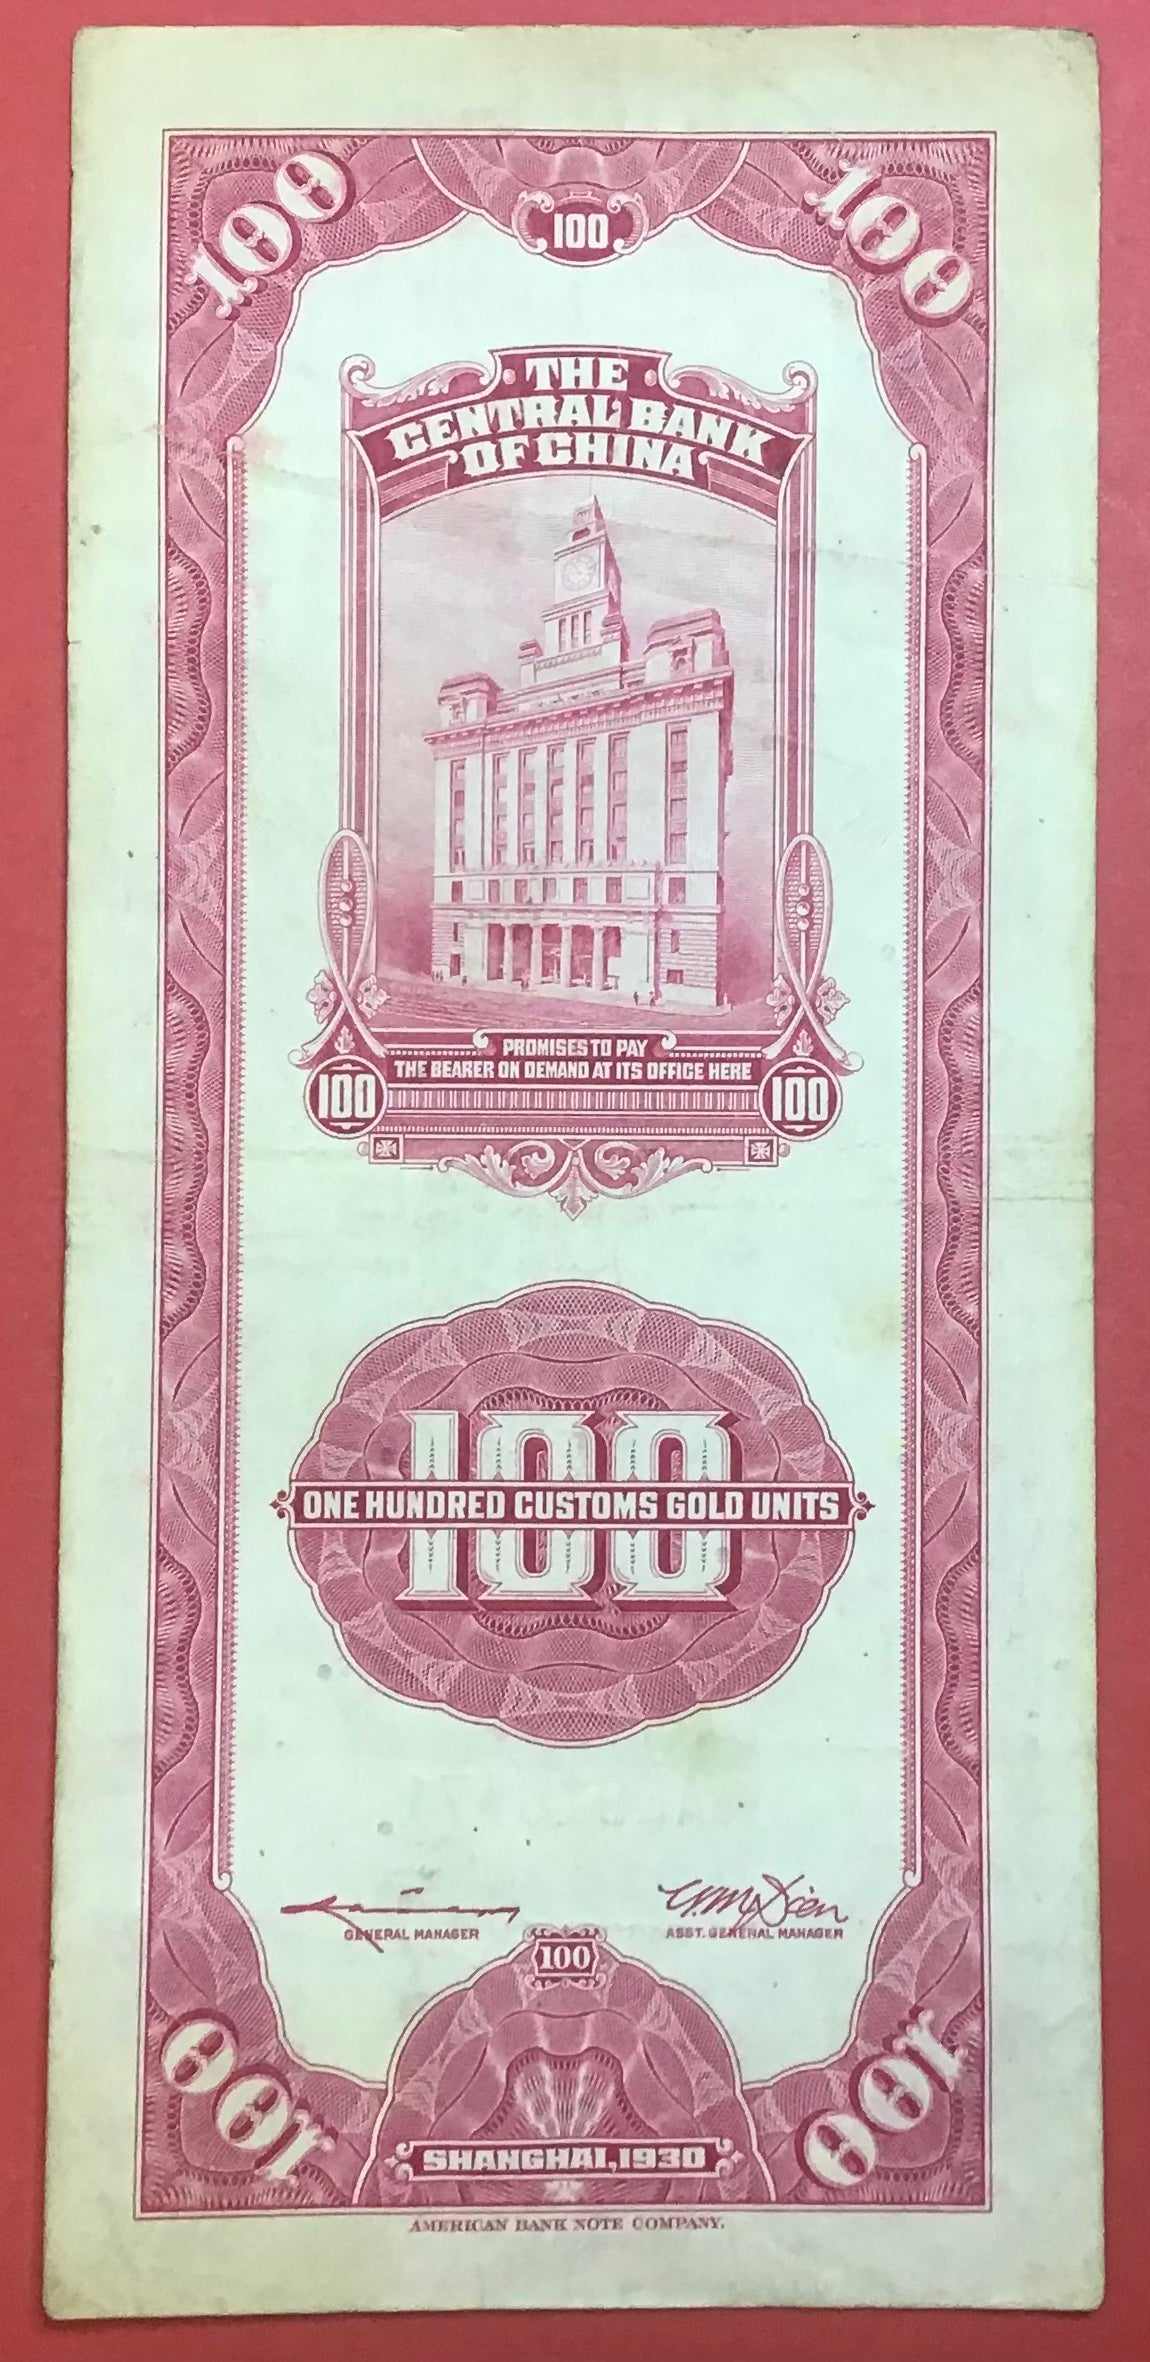 100 100 100
THE
CENTRAL BANK
OF CHINA
PROMISES TO PAY
THE BEARER ON DEMAND AT ITS OFFICE HERE
100 100
100
ONE HUNDRED CUSTOMS GOLD UNITS
GENERAL MANAGER ASST. GENERAL MANAGER
100
100 100
SHANGHAI, 1930
AMERICAN BANK NOTE COMPANY.